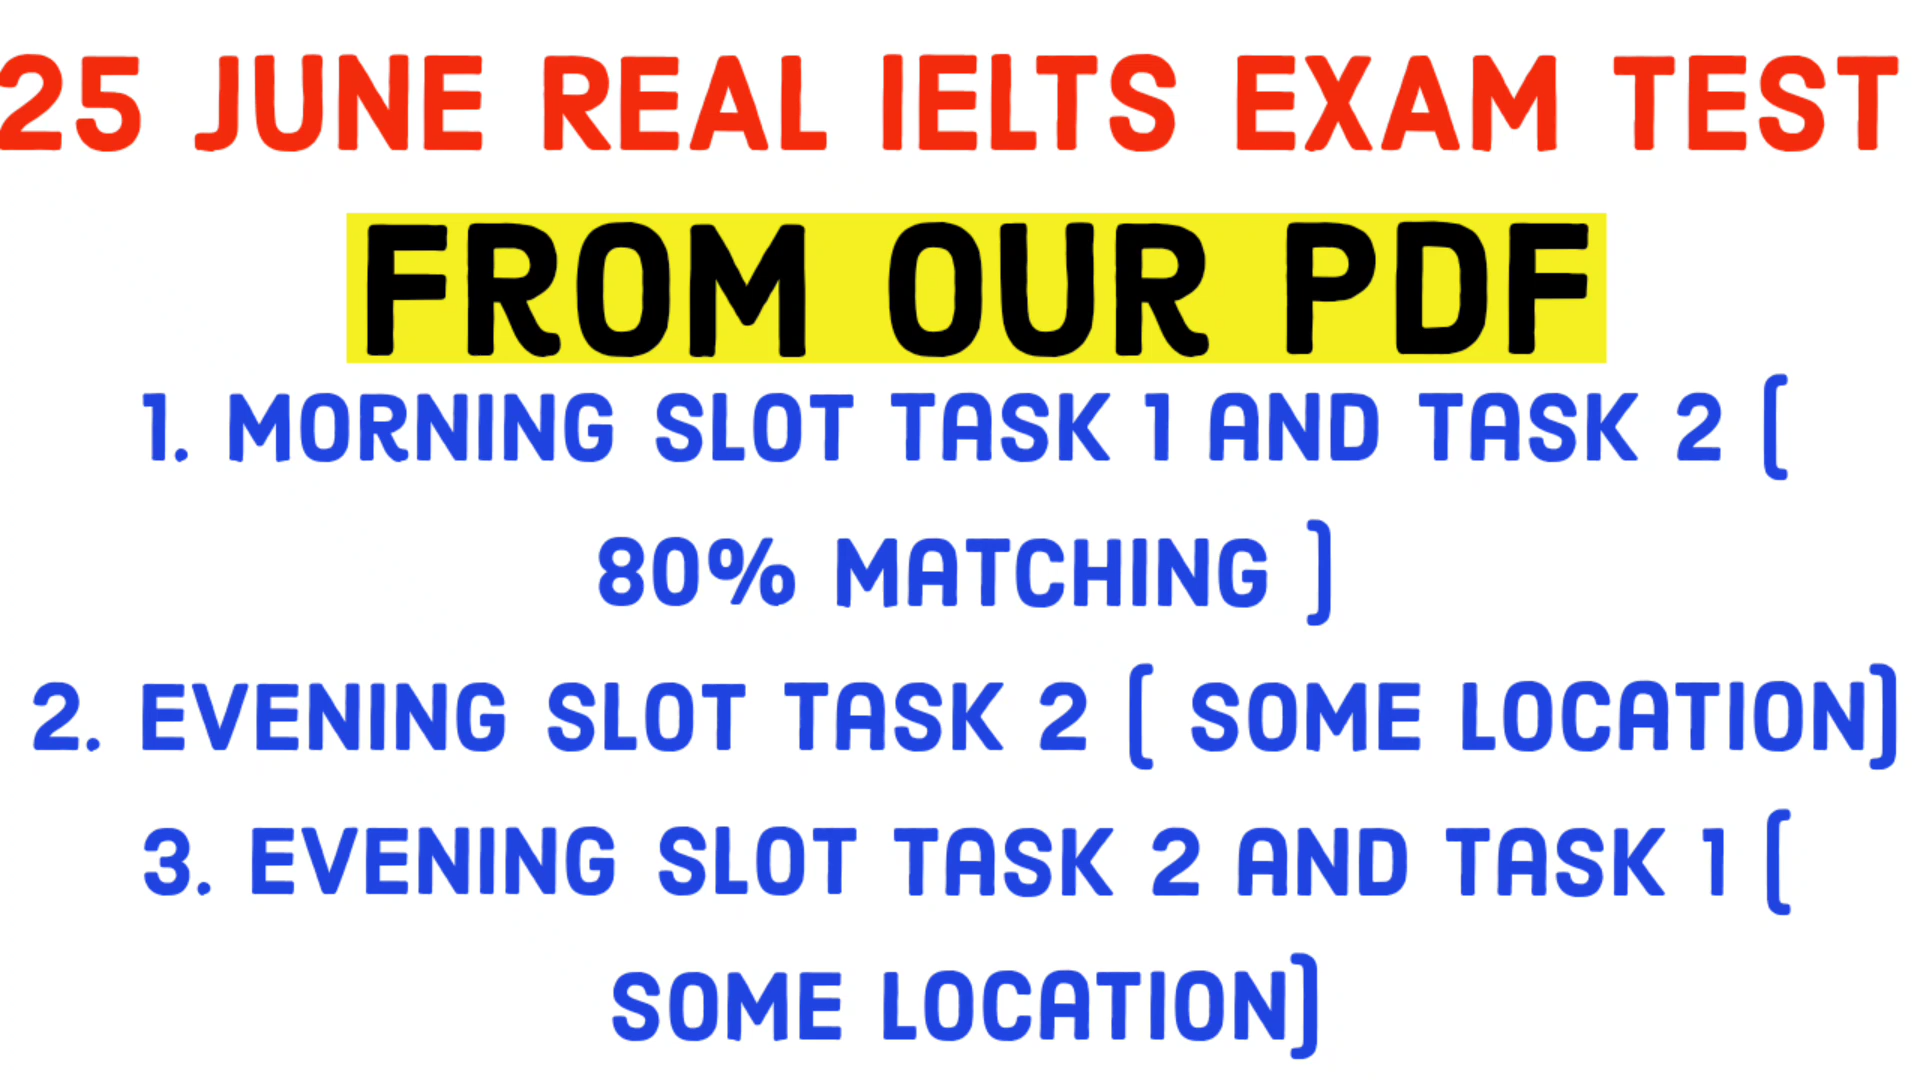 25 JUNE REAL IELTS EXAM TEST
FROM OUR PDF
1. MORNING SLOT TASK 1 AND TASK 2 (
80% MATCHING )
2. EVENING SLOT TASK 2 ( SOME LOCATION)
3. EVENING SLOT TASK 2 AND TASK 1 (
SOME LOCATION)